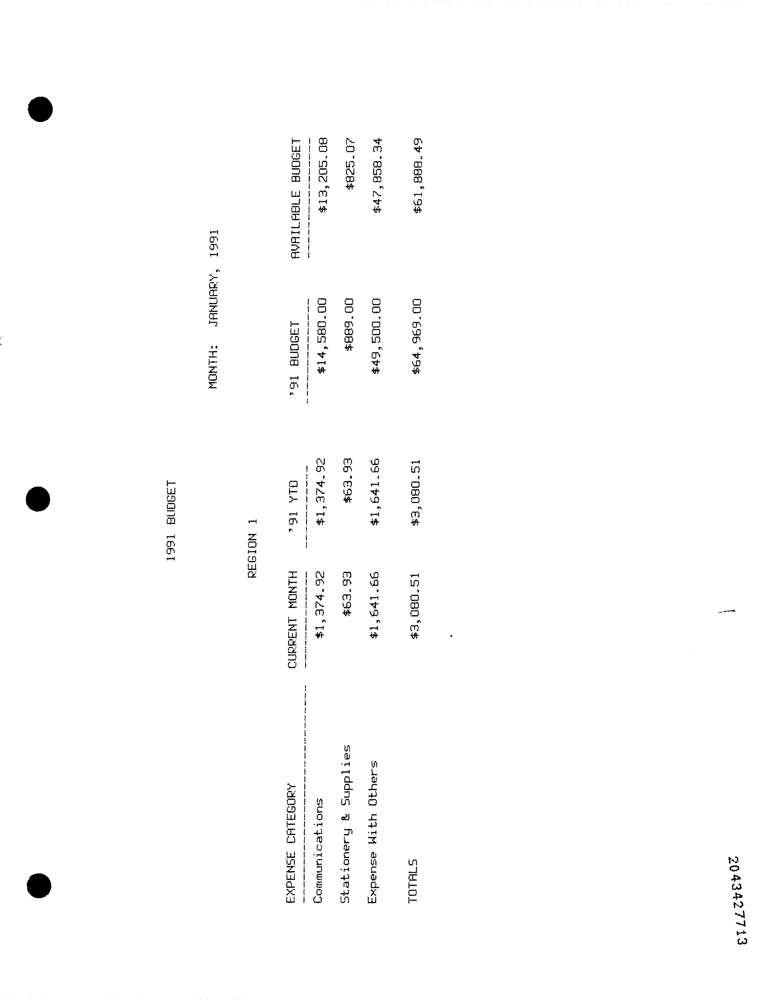 1991 BUDGET
MONTH: JANUARY, 1991
REGION 1
EXPENSE CATEGORY CURRENT MONTH '91 YTD '91 BUDGET AVAILABLE BUDGET
Communications $1,374.92 $1,374.92 $14,580.00 $13,205.08
Stationery & Supplies $63.93 $63.93 $889.00 $825.07
Expense With Others $1,641.66 $1,641.66 $49,500.00 $47,858.34
TOTALS $3,080.51 $3,080.51 $64,969.00 $61,888.49
2043427713